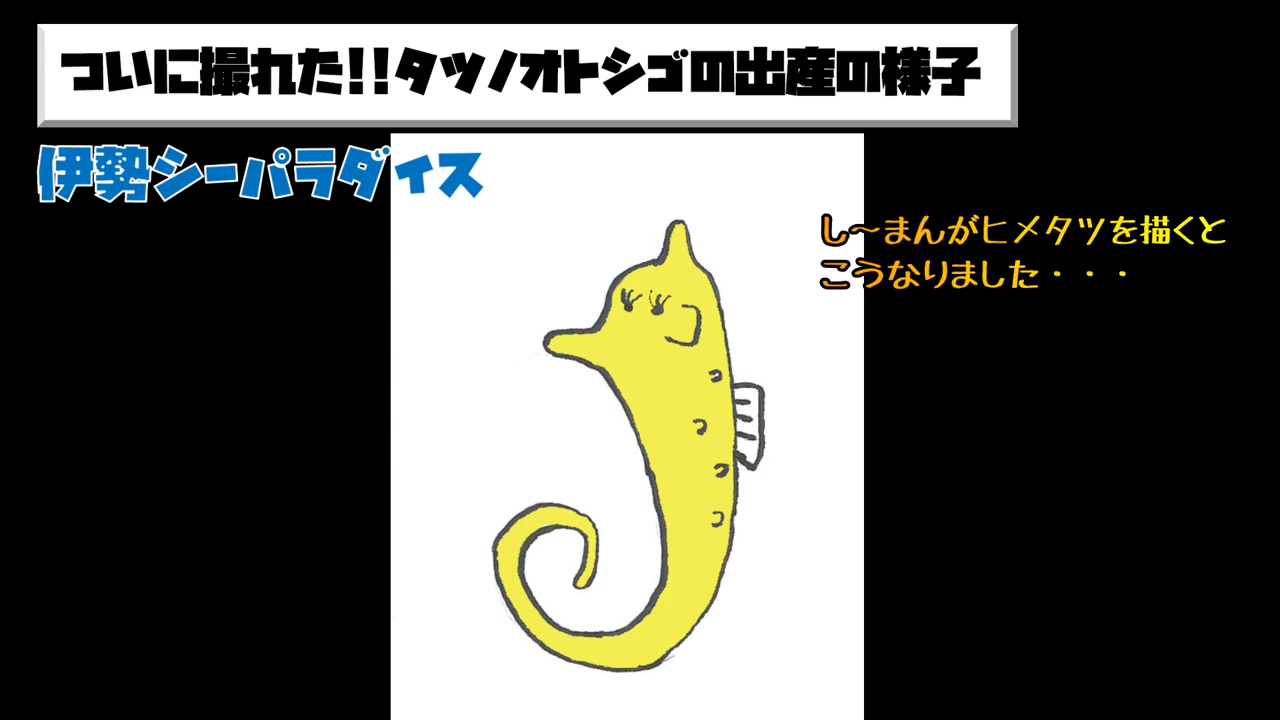 ついに撮れた!!タツノオトシゴの出産の様子
伊勢シーパラダイス
し～まんがヒメタツを描くと
こうなりました・・・